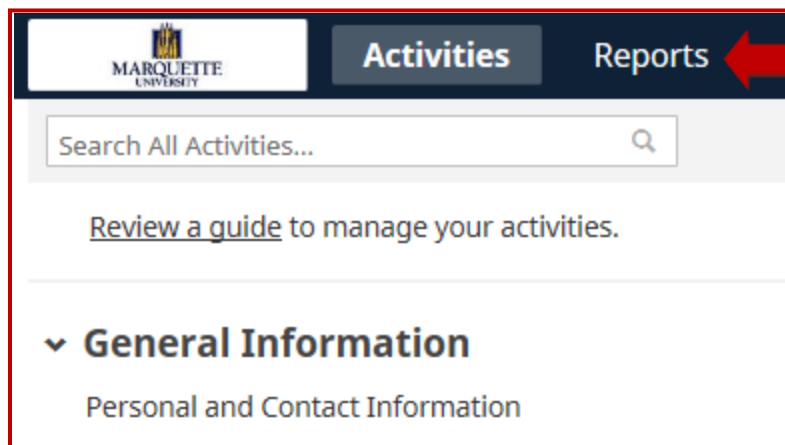 MARQUETTE
UNIVERSITY
Activities
Reports
Search All Activities...
Review a guide to manage your activities.
General Information
Personal and Contact Information